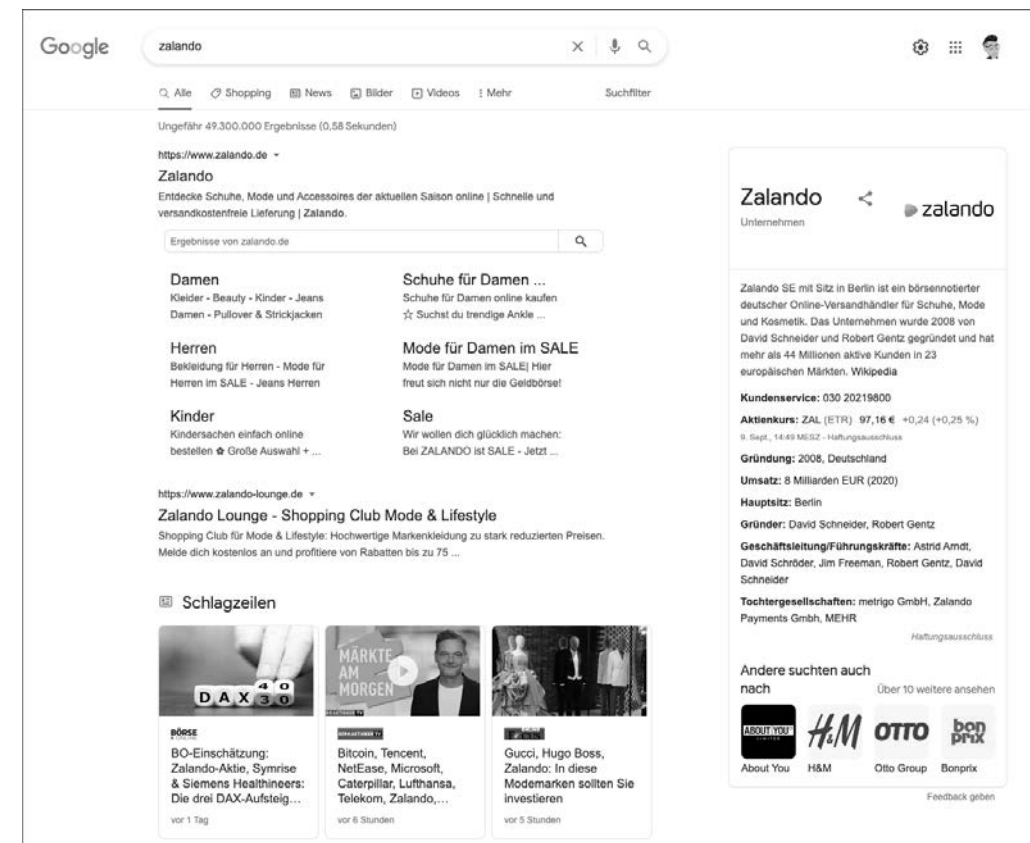 Google
zalando
Alle Shopping News Bilder Videos Mehr Suchfilter
Ungefähr 49.300.000 Ergebnisse (0,58 Sekunden)
https://www.zalando.de
Zalando
Entdecke Schuhe, Mode und Accessoires der aktuellen Saison online | Schnelle und
versandkostenfreie Lieferung | Zalando.
Ergebnisse von zalando.de
Damen
Kleider - Beauty - Kinder - Jeans
Damen - Pullover & Strickjacken
Schuhe für Damen ...
Schuhe für Damen online kaufen
☆ Suchst du trendige Ankle ...
Herren
Bekleidung für Herren - Mode für
Herren im SALE - Jeans Herren
Mode für Damen im SALE
Mode für Damen im SALE| Hier
freut sich nicht nur die Geldbörse!
Kinder
Kindersachen einfach online
bestellen ✿ Große Auswahl + ...
Sale
Wir wollen dich glücklich machen:
Bei ZALANDO ist SALE - Jetzt ...
https://www.zalando-lounge.de
Zalando Lounge - Shopping Club Mode & Lifestyle
Shopping Club für Mode & Lifestyle: Hochwertige Markenkleidung zu stark reduzierten Preisen.
Melde dich kostenlos an und profitiere von Rabatten bis zu 75 ...
Schlagzeilen
DAX 40
30
BÖRSE
ONLINE
BO-Einschätzung:
Zalando-Aktie, Symrise
& Siemens Healthineers:
Die drei DAX-Aufsteig...
vor 1 Tag
MÄRKTE
AM
MORGEN
DER AKTIONÄR TV
Bitcoin, Tencent,
NetEase, Microsoft,
Caterpillar, Lufthansa,
Telekom, Zalando,...
vor 6 Stunden
Gucci, Hugo Boss,
Zalando: In diese
Modemarken sollten Sie
investieren
vor 5 Stunden
Zalando
Unternehmen
zalando
Zalando SE mit Sitz in Berlin ist ein börsennotierter
deutscher Online-Versandhändler für Schuhe, Mode
und Kosmetik. Das Unternehmen wurde 2008 von
David Schneider und Robert Gentz gegründet und hat
mehr als 44 Millionen aktive Kunden in 23
europäischen Märkten. Wikipedia
Kundenservice: 030 20219800
Aktienkurs: ZAL (ETR) 97,16 € +0,24 (+0,25 %)
9. Sept., 14:49 MESZ - Haftungsausschluss
Gründung: 2008, Deutschland
Umsatz: 8 Milliarden EUR (2020)
Hauptsitz: Berlin
Gründer: David Schneider, Robert Gentz
Geschäftsleitung/Führungskräfte: Astrid Arndt,
David Schröder, Jim Freeman, Robert Gentz, David
Schneider
Tochtergesellschaften: metrigo GmbH, Zalando
Payments Gmbh, MEHR
Haftungsausschluss
Andere suchten auch
nach
Über 10 weitere ansehen
ABOUT YOU
LIMITED
H&M
OTTO
bon
prix
About You H&M Otto Group Bonprix
Feedback geben